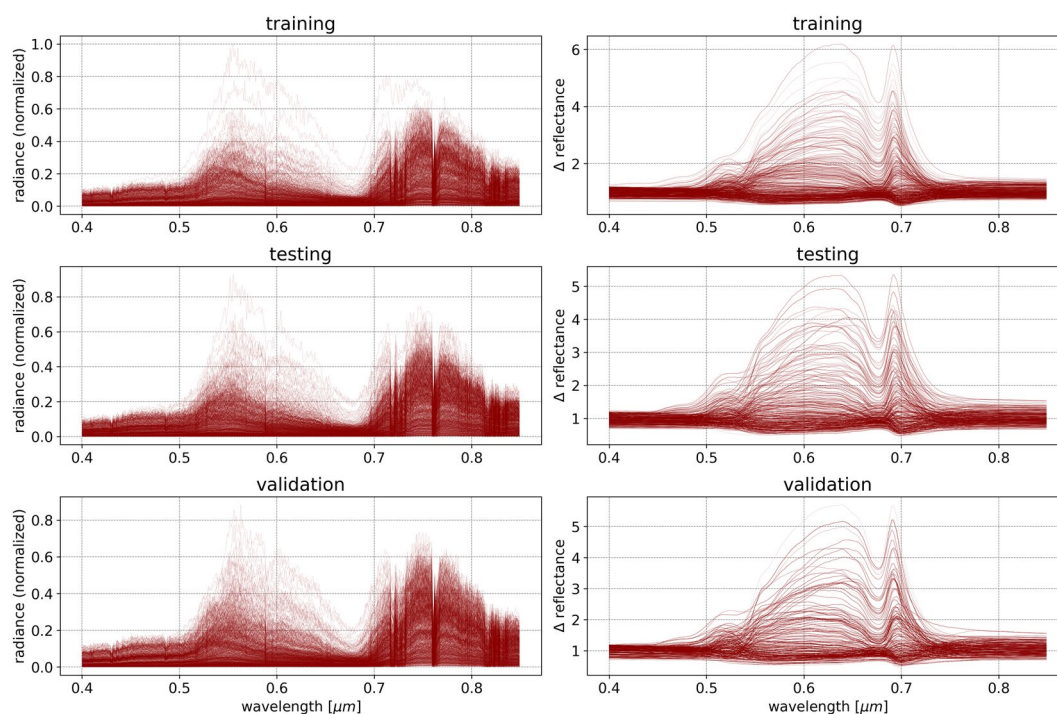 training
radiance (normalized)
1.0
0.8
0.6
0.4
0.2
0.0
0.4 0.5 0.6 0.7 0.8
training
Δ reflectance
6
4
2
0.4 0.5 0.6 0.7 0.8
testing
radiance (normalized)
0.8
0.6
0.4
0.2
0.0
0.4 0.5 0.6 0.7 0.8
testing
Δ reflectance
5
4
3
2
1
0.4 0.5 0.6 0.7 0.8
validation
radiance (normalized)
0.8
0.6
0.4
0.2
0.0
0.4 0.5 0.6 0.7 0.8
wavelength [μm]
validation
Δ reflectance
5
4
3
2
1
0.4 0.5 0.6 0.7 0.8
wavelength [μm]